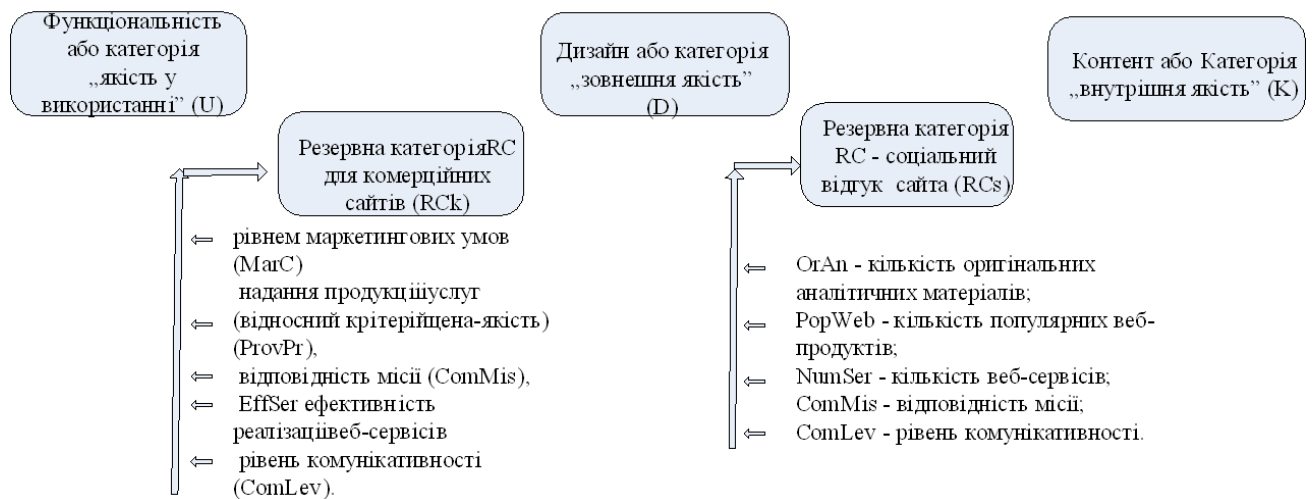 Функціональність
або категорія
„якість у
використанні” (U)
Дизайн або категорія
„зовнешня якість”
(D)
Контент або Категорія
„внутрішня якість” (K)
Резервна категоріяRC
для комерційних
сайтів (RCk)
рівнем маркетингових умов
(MarC)
надання продукціііуслуг
(відносний крітерійцена-якість)
(ProvPr),
відповідність місії (ComMis),
EffSer ефективність
реалізаціівеб-сервісів
рівень комунікативності
(ComLev).
Резервна категорія
RC - соціальний
відгук сайта (RCs)
OrAn - кількість оригінальних
аналітичних матеріалів;
PopWeb - кількість популярних веб-
продуктів;
NumSer - кількість веб-сервісів;
ComMis - відповідність місії;
ComLev - рівень комунікативності.